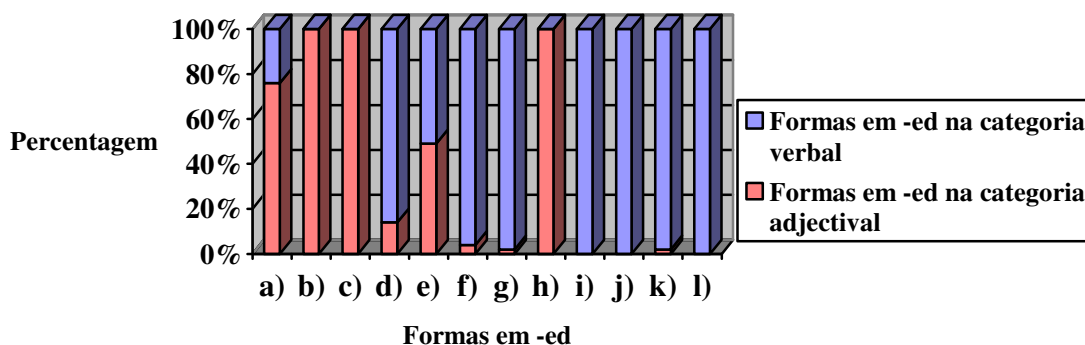 100%
80%
60%
40%
20%
0%
Percentagem
a) b) c) d) e) f) g) h) i) j) k) l)
Formas em -ed
Formas em -ed na categoria
verbal
Formas em -ed na categoria
adjectival